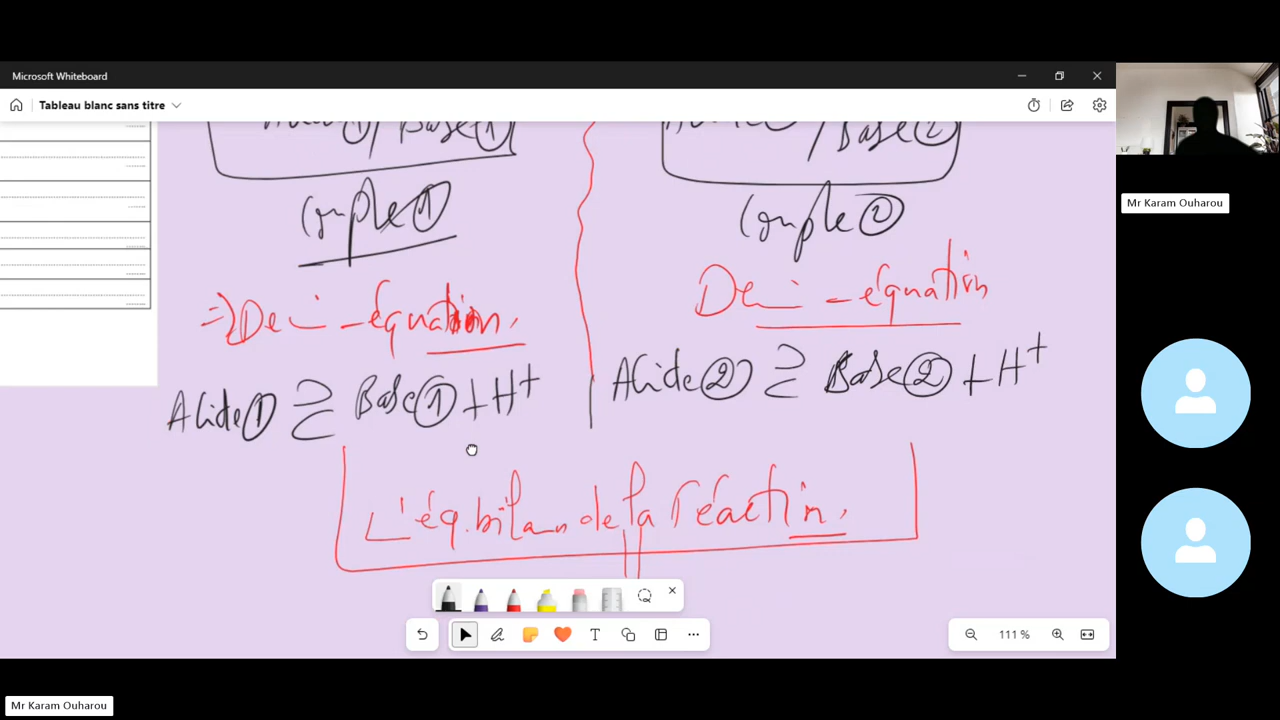 Microsoft Whiteboard
Tableau blanc sans titre
Mr Karam Ouharou
Acide① / Base①
Acide② / Base②
Couple①
Couple②
⇒ Demi-équation.
Demi-équation
Acide① ⇄ Base① + H⁺
Acide② ⇄ Base② + H⁺
L'éq. bilan de la réaction.
111 %
Mr Karam Ouharou